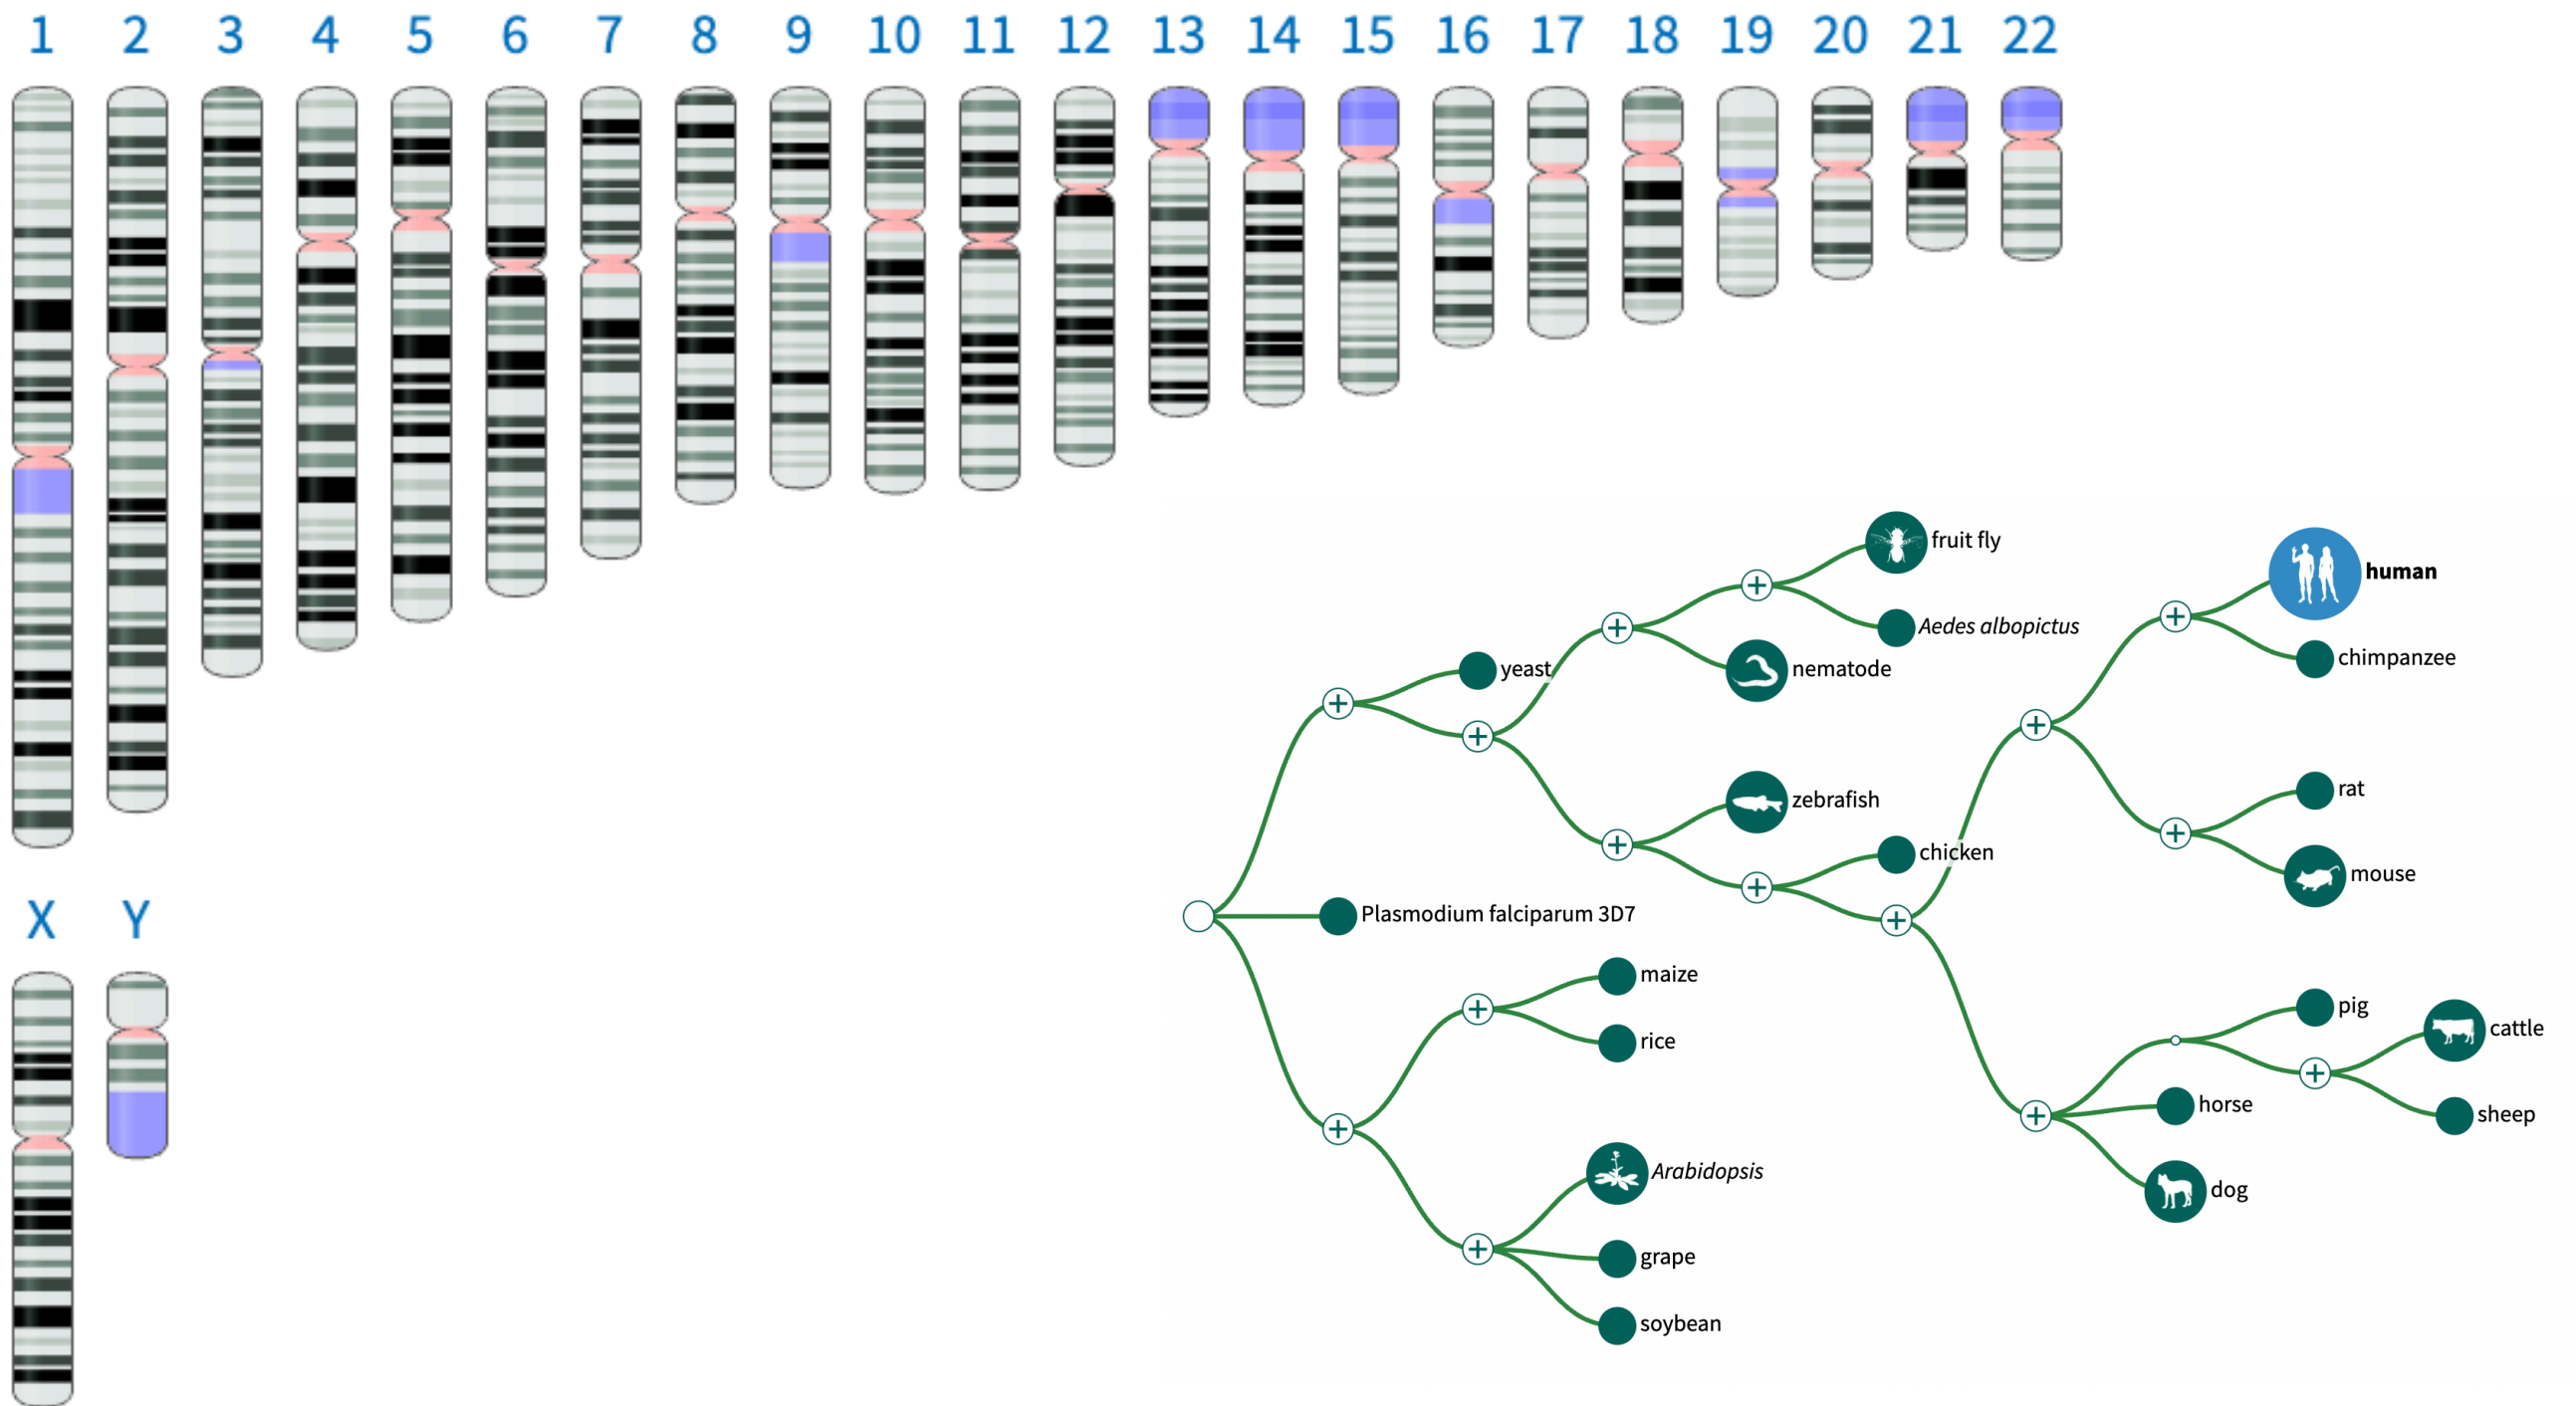 1 2 3 4 5 6 7 8 9 10 11 12 13 14 15 16 17 18 19 20 21 22
fruit fly
human
Aedes albopictus
chimpanzee
yeast
nematode
rat
zebrafish
chicken
mouse
X Y
Plasmodium falciparum 3D7
maize
pig
cattle
rice
horse
sheep
Arabidopsis
dog
grape
soybean